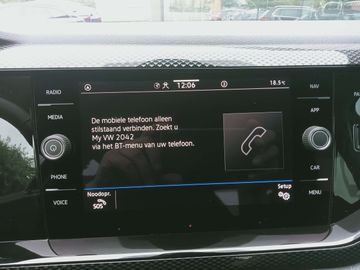 RADIO
MEDIA
PHONE
VOICE
12:06
18.5°C
De mobiele telefoon alleen
stilstaand verbinden. Zoekt u
My VW 2042
via het BT-menu van uw telefoon.
Noodopr.
SOS
Setup
NAV
APP
CAR
MENU